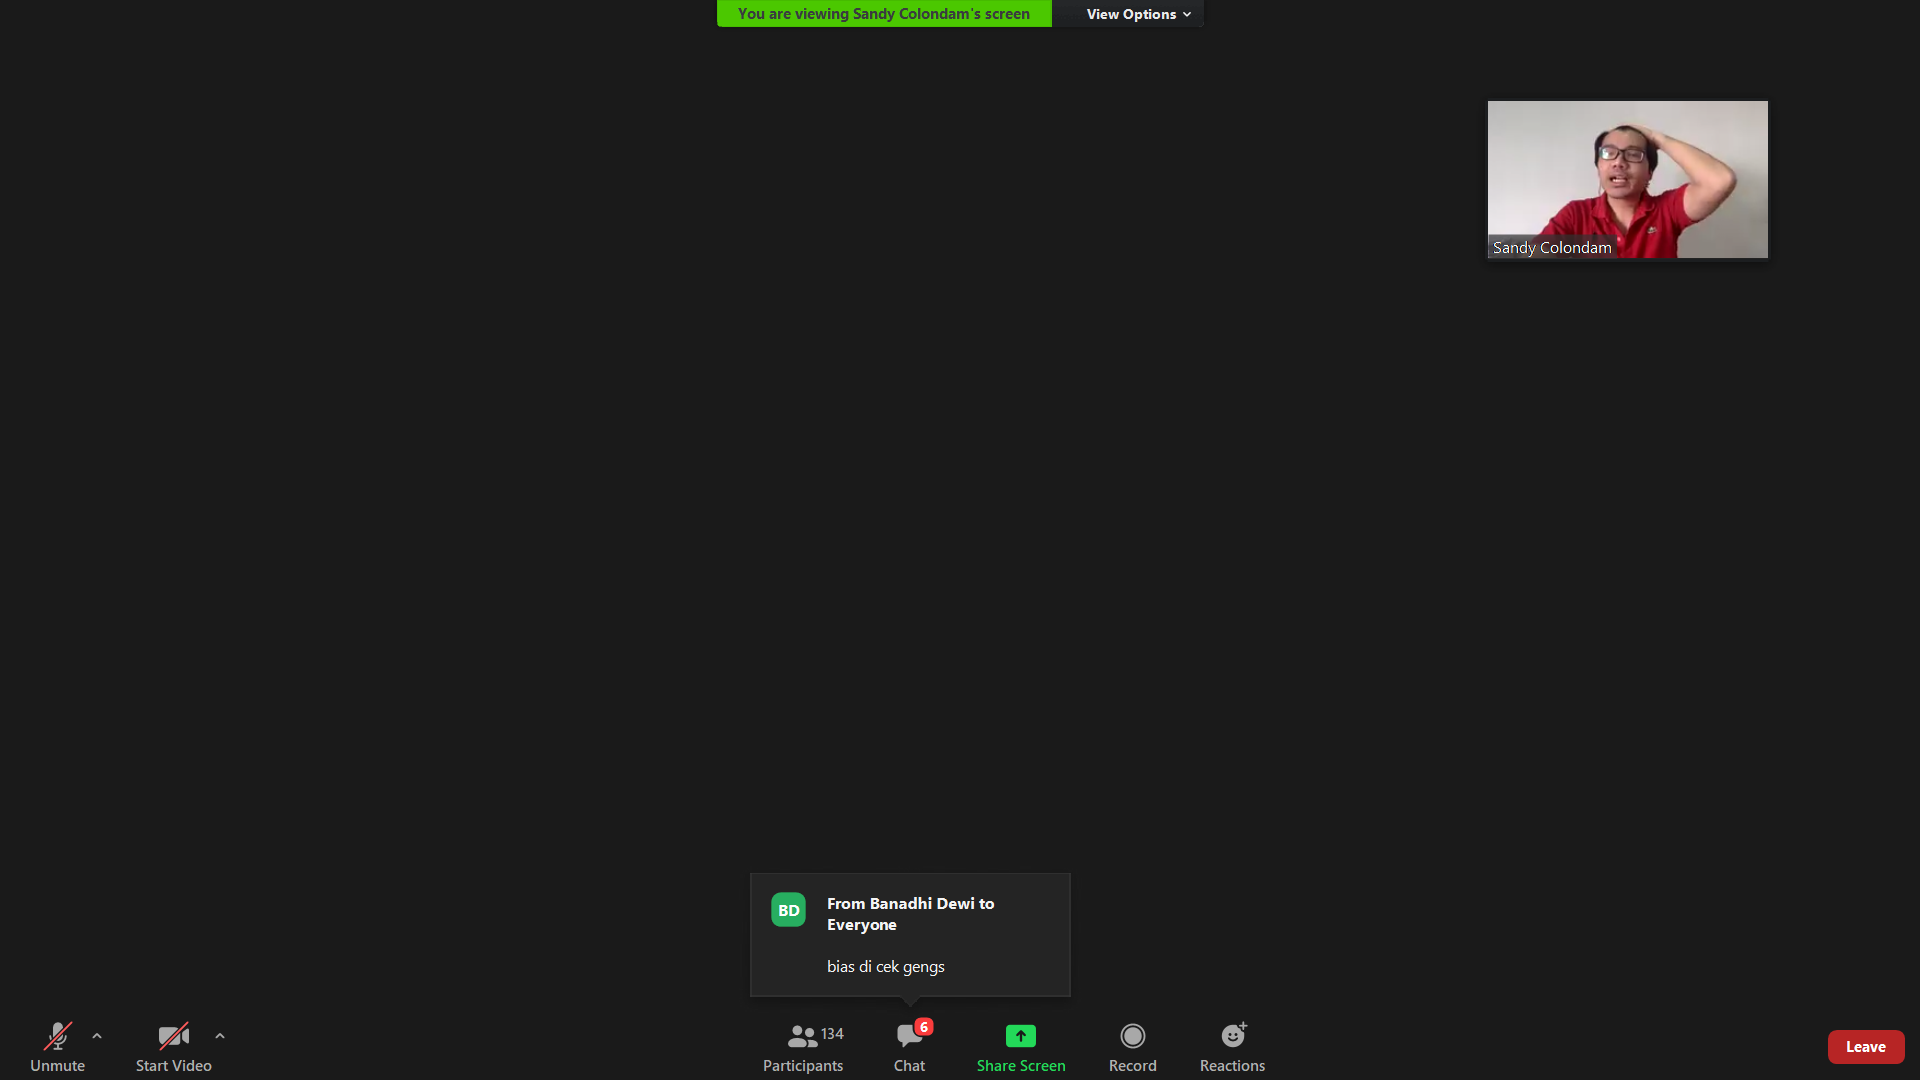 You are viewing Sandy Colondam's screen
View Options
Sandy Colondam
BD
From Banadhi Dewi to
Everyone
bias di cek gengs
134
6
Unmute
Start Video
Participants
Chat
Share Screen
Record
Reactions
Leave